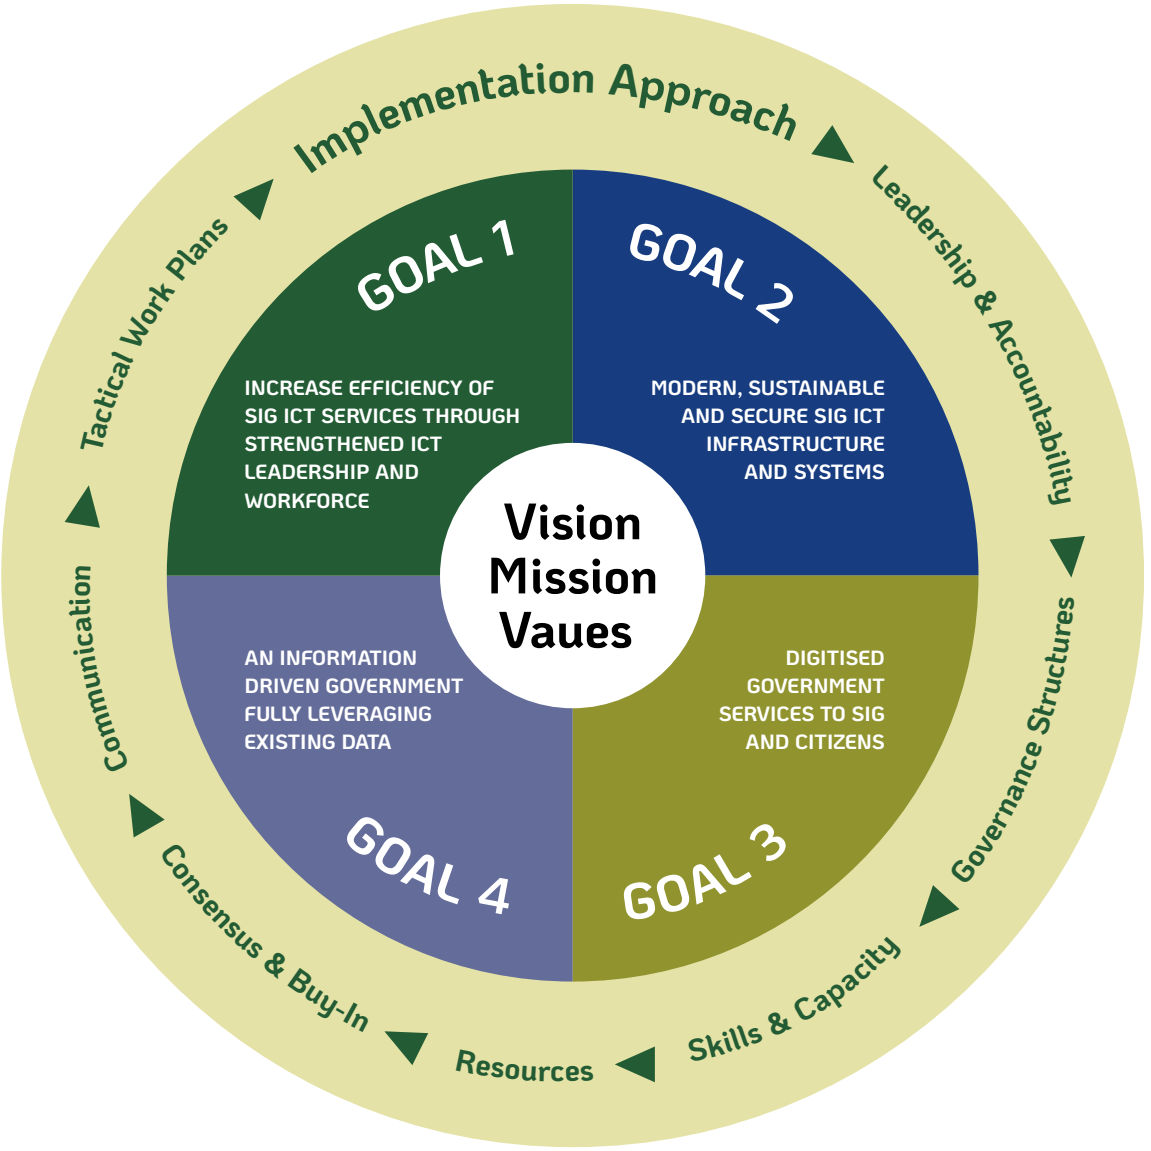 Implementation Approach
Leadership & Accountability
Governance Structures
Skills & Capacity
Resources
Consensus & Buy-In
Communication
Tactical Work Plans
GOAL 1
INCREASE EFFICIENCY OF
SIG ICT SERVICES THROUGH
STRENGTHENED ICT
LEADERSHIP AND
WORKFORCE
GOAL 2
MODERN, SUSTAINABLE
AND SECURE SIG ICT
INFRASTRUCTURE
AND SYSTEMS
Vision
Mission
Vaues
DIGITISED
GOVERNMENT
SERVICES TO SIG
AND CITIZENS
GOAL 3
AN INFORMATION
DRIVEN GOVERNMENT
FULLY LEVERAGING
EXISTING DATA
GOAL 4